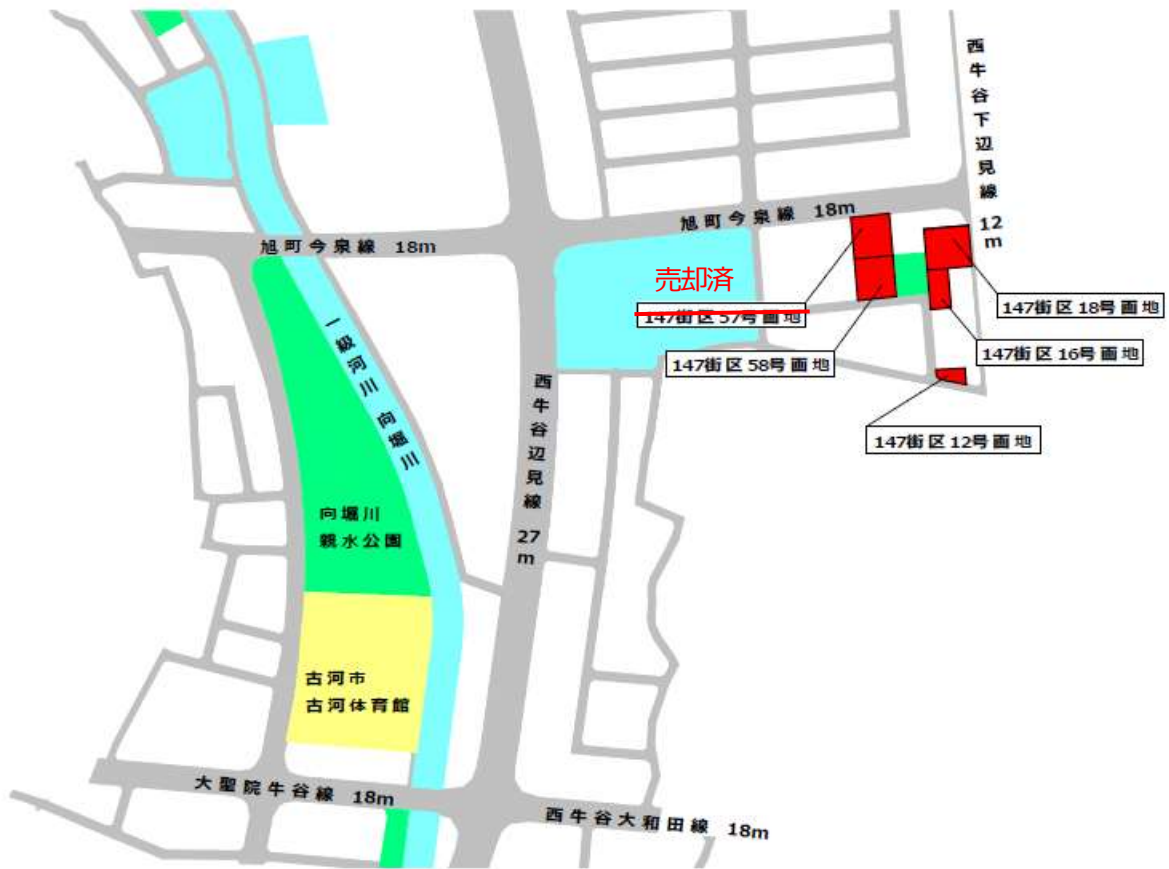 西牛谷下辺見線
12m
旭町今泉線 18m
旭町今泉線 18m
売却済
147街区57号画地
147街区18号画地
147街区58号画地
147街区16号画地
147街区12号画地
一級河川 向堀川
西牛谷辺見線
27m
向堀川
親水公園
古河市
古河体育館
大聖院牛谷線 18m
西牛谷大和田線 18m